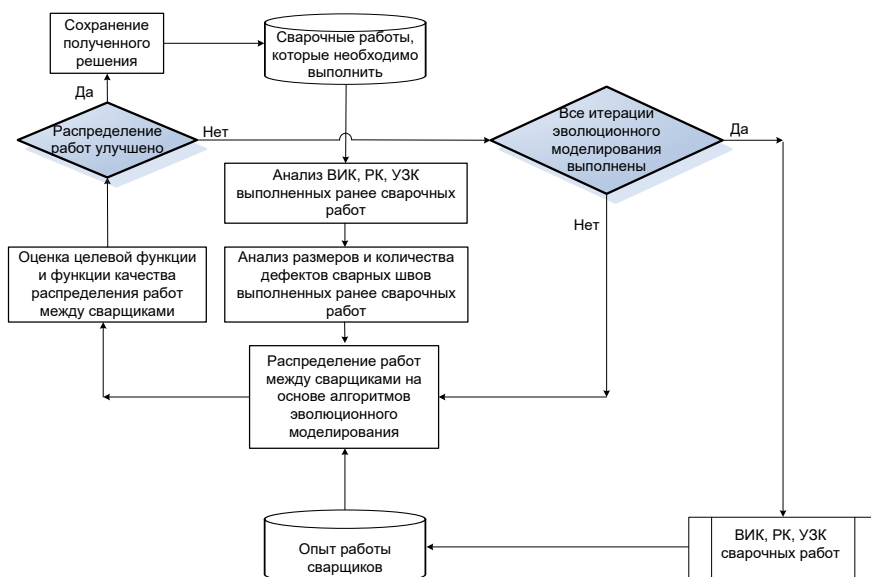 Сохранение
полученного
решения
Сварочные работы,
которые необходимо
выполнить
Да
Распределение
работ улучшено
Нет
Все итерации
эволюционного
моделирования
выполнены
Да
Анализ ВИК, РК, УЗК
выполненных ранее сварочных
работ
Нет
Оценка целевой функции
и функции качества
распределения работ
между сварщиками
Анализ размеров и количества
дефектов сварных швов
выполненных ранее сварочных
работ
Распределение работ
между сварщиками на
основе алгоритмов
эволюционного
моделирования
Опыт работы
сварщиков
ВИК, РК, УЗК
сварочных работ